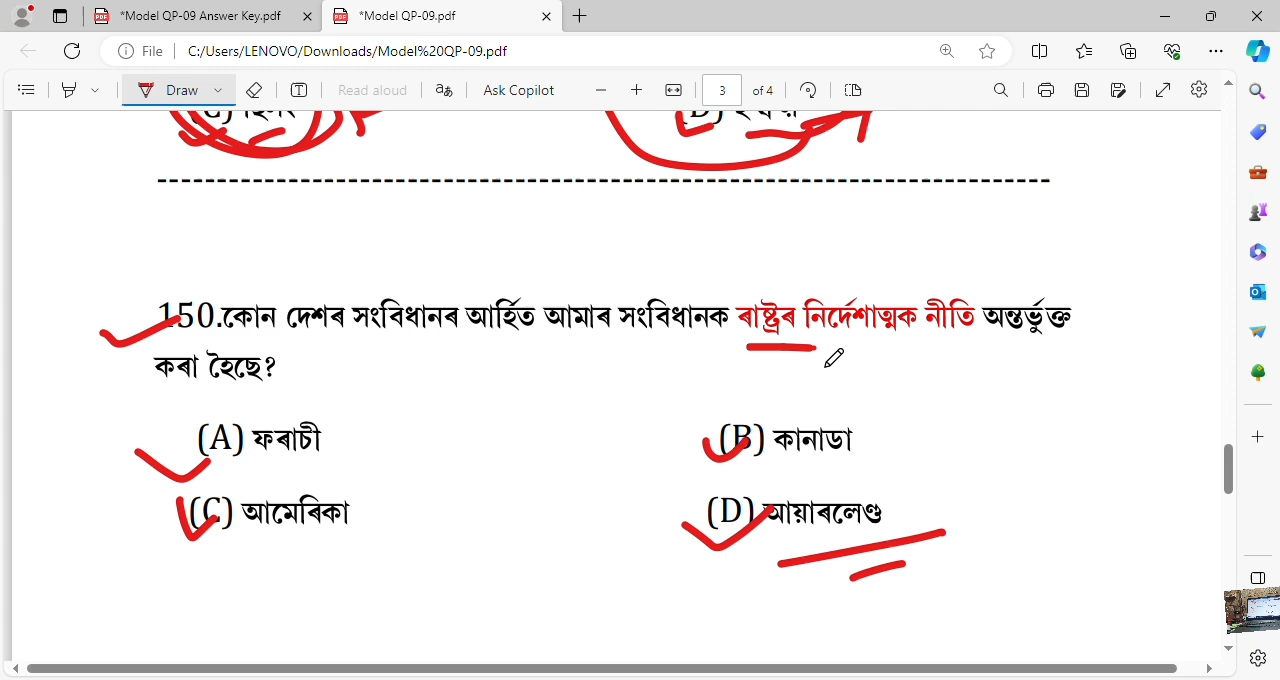 *Model QP-09 Answer Key.pdf
*Model QP-09.pdf
File
C:/Users/LENOVO/Downloads/Model%20QP-09.pdf
Draw
Read aloud
Ask Copilot
3 of 4
--------------------------------------------------------------------------
150.কোন দেশৰ সংবিধানৰ আৰ্হিত আমাৰ সংবিধানক ৰাষ্ট্ৰৰ নিৰ্দেশাত্মক নীতি অন্তৰ্ভুক্ত
কৰা হৈছে?
(A) ফৰাচী
(B) কানাডা
(C) আমেৰিকা
(D) আয়াৰলেণ্ড